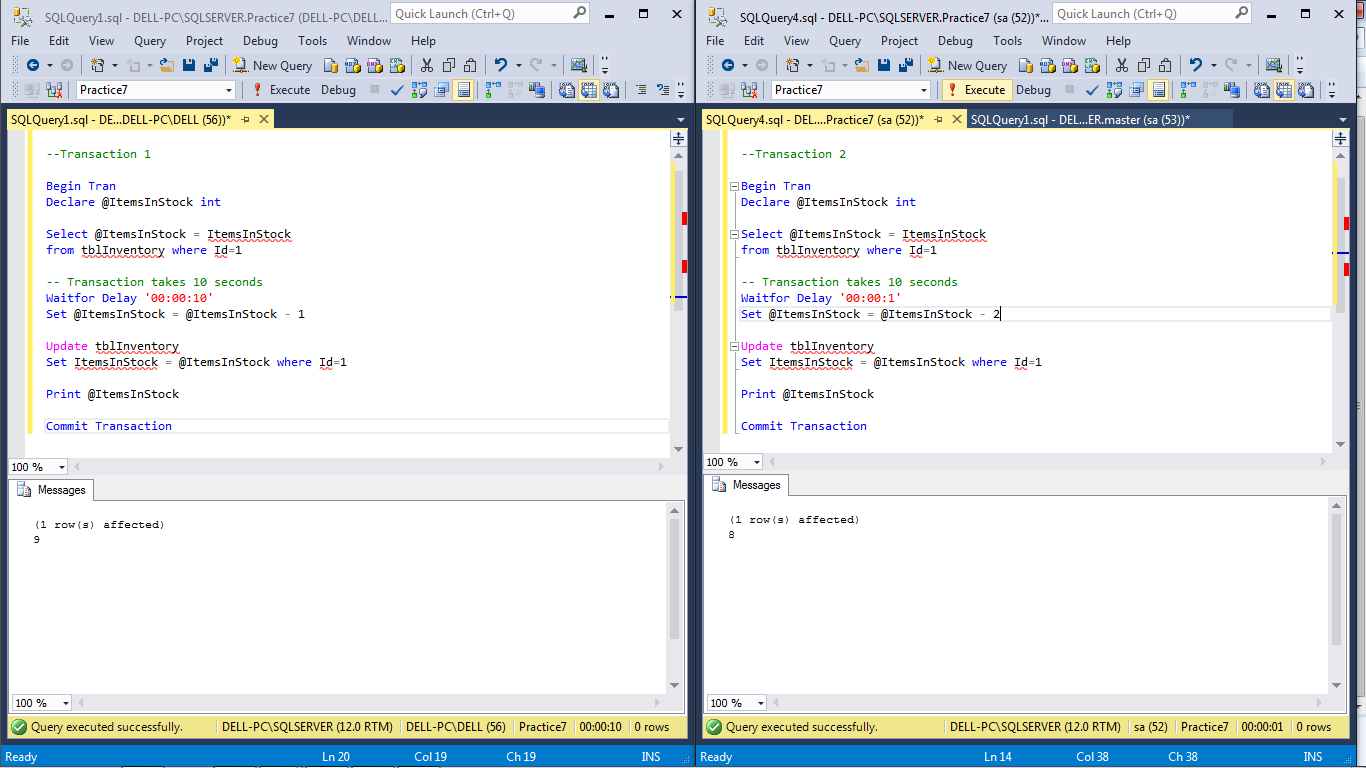 SQLQuery1.sql - DELL-PC\SQLSERVER.Practice7 (DELL-PC\DELL...
Quick Launch (Ctrl+Q)
File Edit View Query Project Debug Tools Window Help
New Query
Practice7 Execute Debug
SQLQuery1.sql - DE...DELL-PC\DELL (56))*
--Transaction 1
Begin Tran
Declare @ItemsInStock int
Select @ItemsInStock = ItemsInStock
from tblInventory where Id=1
-- Transaction takes 10 seconds
Waitfor Delay '00:00:10'
Set @ItemsInStock = @ItemsInStock - 1
Update tblInventory
Set ItemsInStock = @ItemsInStock where Id=1
Print @ItemsInStock
Commit Transaction
100 %
Messages
(1 row(s) affected)
9
100 %
Query executed successfully. DELL-PC\SQLSERVER (12.0 RTM) DELL-PC\DELL (56) Practice7 00:00:10 0 rows
Ready Ln 20 Col 19 Ch 19 INS
SQLQuery4.sql - DELL-PC\SQLSERVER.Practice7 (sa (52))*...
Quick Launch (Ctrl+Q)
File Edit View Query Project Debug Tools Window Help
New Query
Practice7 Execute Debug
SQLQuery4.sql - DEL....Practice7 (sa (52))* SQLQuery1.sql - DEL...ER.master (sa (53))*
--Transaction 2
Begin Tran
Declare @ItemsInStock int
Select @ItemsInStock = ItemsInStock
from tblInventory where Id=1
-- Transaction takes 10 seconds
Waitfor Delay '00:00:1'
Set @ItemsInStock = @ItemsInStock - 2
Update tblInventory
Set ItemsInStock = @ItemsInStock where Id=1
Print @ItemsInStock
Commit Transaction
100 %
Messages
(1 row(s) affected)
8
100 %
Query executed successfully. DELL-PC\SQLSERVER (12.0 RTM) sa (52) Practice7 00:00:01 0 rows
Ready Ln 14 Col 38 Ch 38 INS